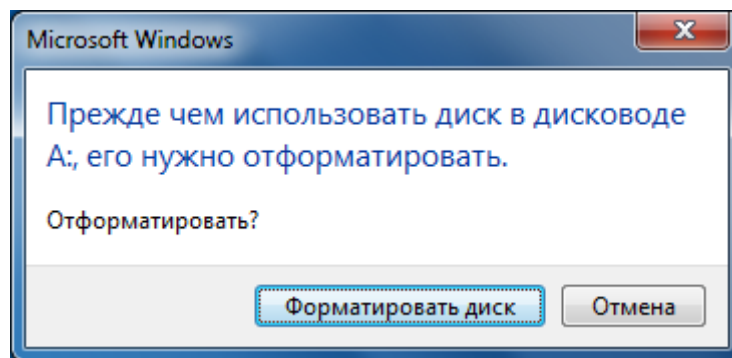 Microsoft Windows
Прежде чем использовать диск в дисководе
A:, его нужно отформатировать.
Отформатировать?
Форматировать диск Отмена